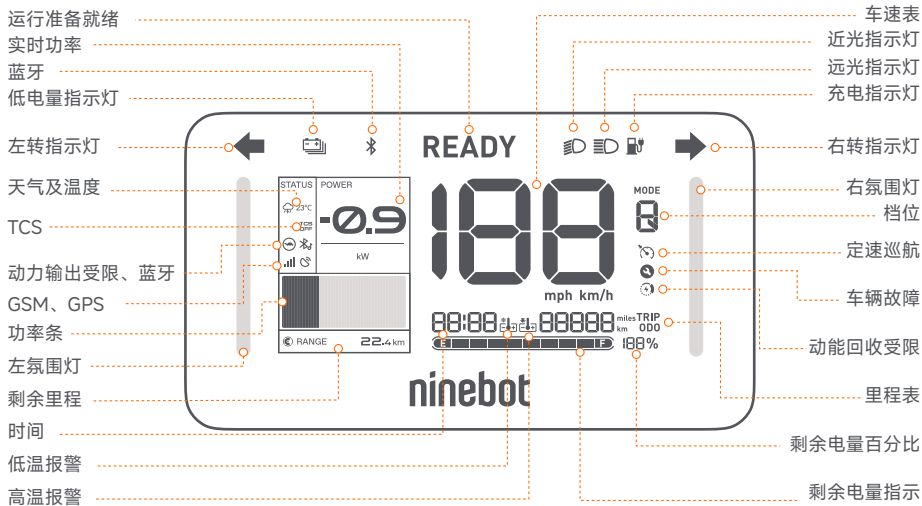 运行准备就绪
实时功率
蓝牙
低电量指示灯
左转指示灯
天气及温度
TCS
动力输出受限、蓝牙
GSM、GPS
功率条
左氛围灯
剩余里程
时间
低温报警
高温报警
READY
STATUS
POWER
23℃
TCS
OFF
-0.9
kW
RANGE
22.4 km
188
mph km/h
MODE
8
88:88
88888
miles
km
TRIP
ODO
E
F
188%
ninebot
车速表
近光指示灯
远光指示灯
充电指示灯
右转指示灯
右氛围灯
档位
定速巡航
车辆故障
动能回收受限
里程表
剩余电量百分比
剩余电量指示